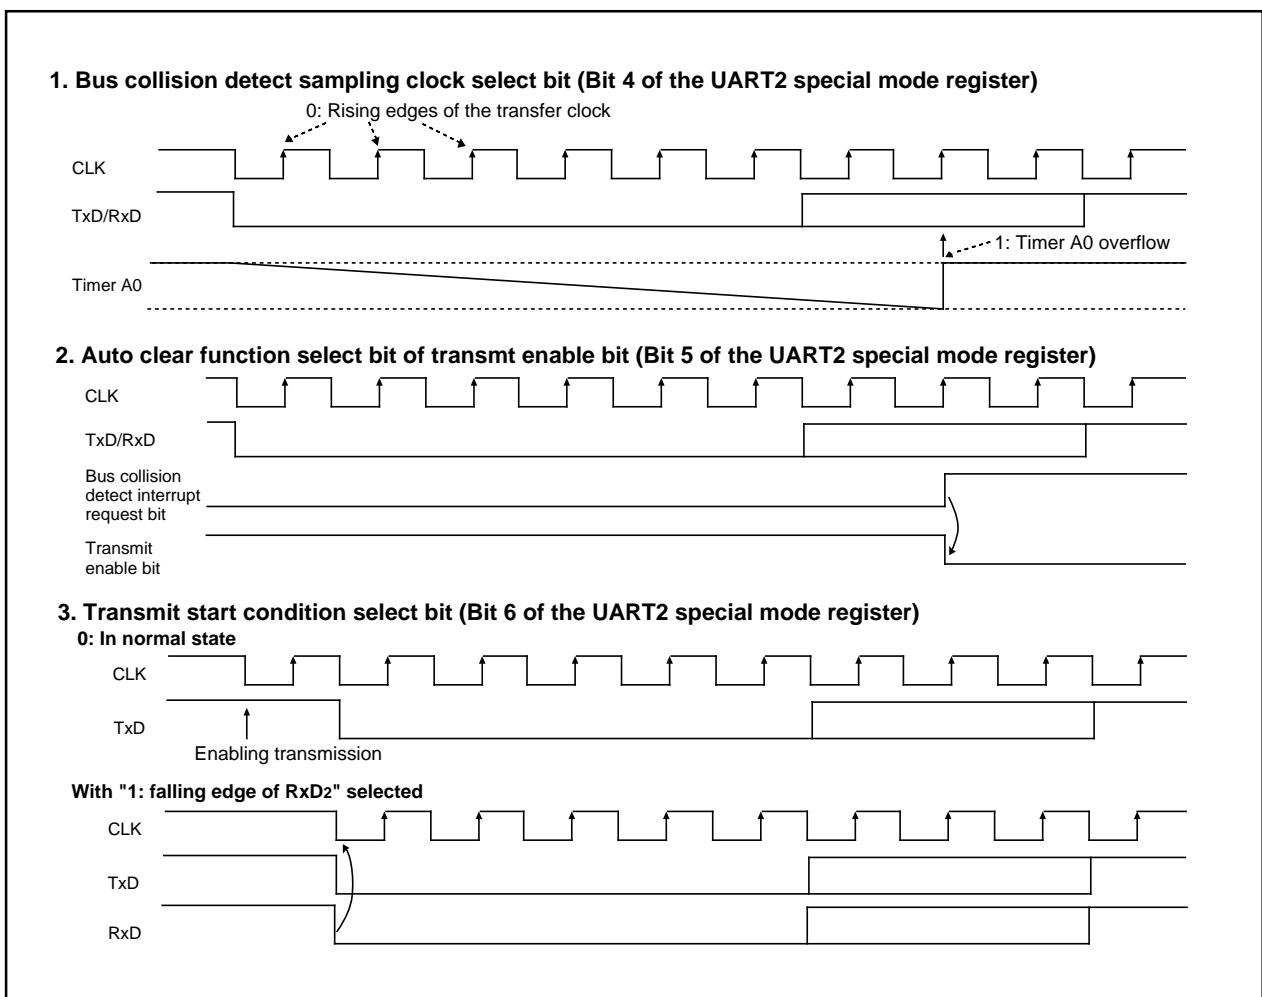 1. Bus collision detect sampling clock select bit (Bit 4 of the UART2 special mode register)
0: Rising edges of the transfer clock
CLK
TxD/RxD
1: Timer A0 overflow
Timer A0
2. Auto clear function select bit of transmt enable bit (Bit 5 of the UART2 special mode register)
CLK
TxD/RxD
Bus collision
detect interrupt
request bit
Transmit
enable bit
3. Transmit start condition select bit (Bit 6 of the UART2 special mode register)
0: In normal state
CLK
TxD
Enabling transmission
With "1: falling edge of RxD2" selected
CLK
TxD
RxD